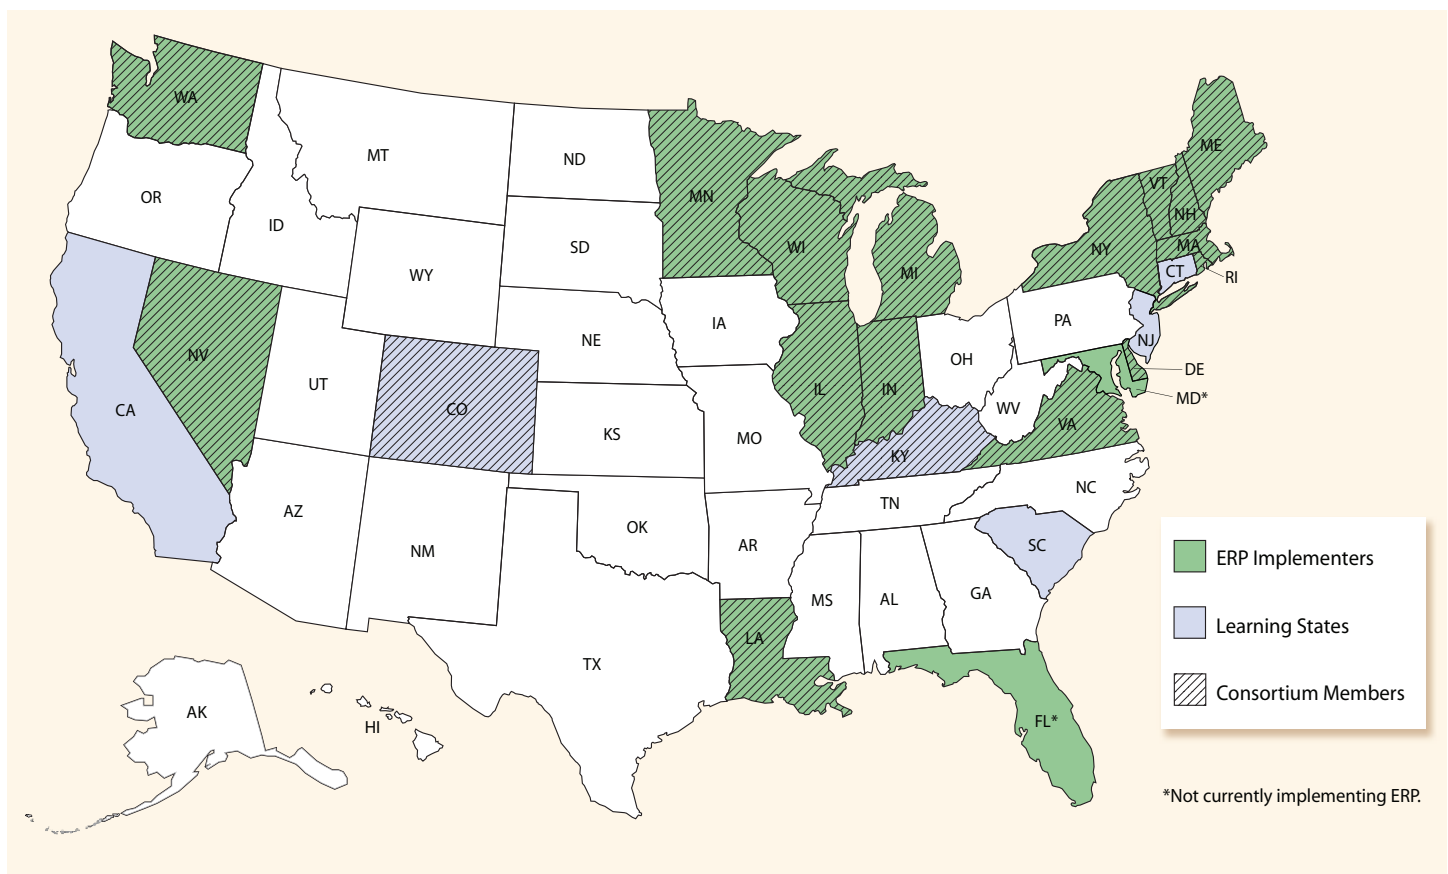 WA
MT
ND
OR
ID
MN
SD
WY
WI
MI
ME
VT
NH
NY
MA
CT
RI
IA
NE
PA
NJ
NV
UT
OH
DE
IL
IN
MD*
CA
CO
KS
MO
WV
VA
KY
NC
TN
AZ
OK
NM
AR
SC
MS
AL
GA
LA
TX
FL*
AK
HI
ERP Implementers
Learning States
Consortium Members
*Not currently implementing ERP.